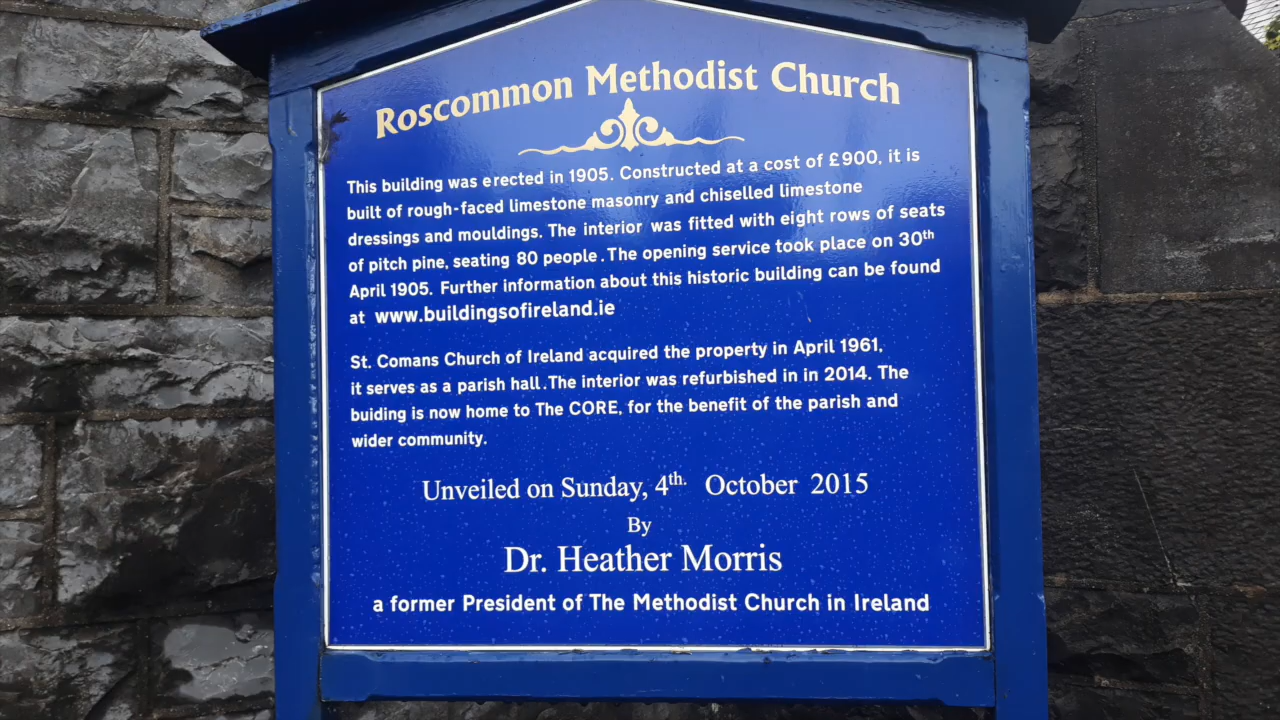 Roscommon Methodist Church
This building was erected in 1905. Constructed at a cost of £900, it is
built of rough-faced limestone masonry and chiselled limestone
dressings and mouldings. The interior was fitted with eight rows of seats
of pitch pine, seating 80 people. The opening service took place on 30th
April 1905. Further information about this historic building can be found
at www.buildingsofireland.ie
St. Comans Church of Ireland acquired the property in April 1961,
it serves as a parish hall. The interior was refurbished in in 2014. The
buiding is now home to The CORE, for the benefit of the parish and
wider community.
Unveiled on Sunday, 4th. October 2015
By
Dr. Heather Morris
a former President of The Methodist Church in Ireland